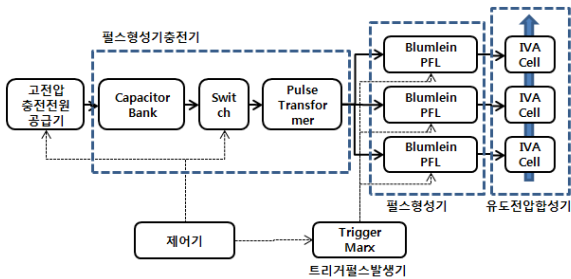 펄스형성기충전기
고전압
충전전원
공급기
Capacitor
Bank
Swit
ch
Pulse
Transfor
mer
Blumlein
PFL
Blumlein
PFL
Blumlein
PFL
IVA
Cell
IVA
Cell
IVA
Cell
펄스형성기
유도전압합성기
제어기
Trigger
Marx
트리거펄스발생기